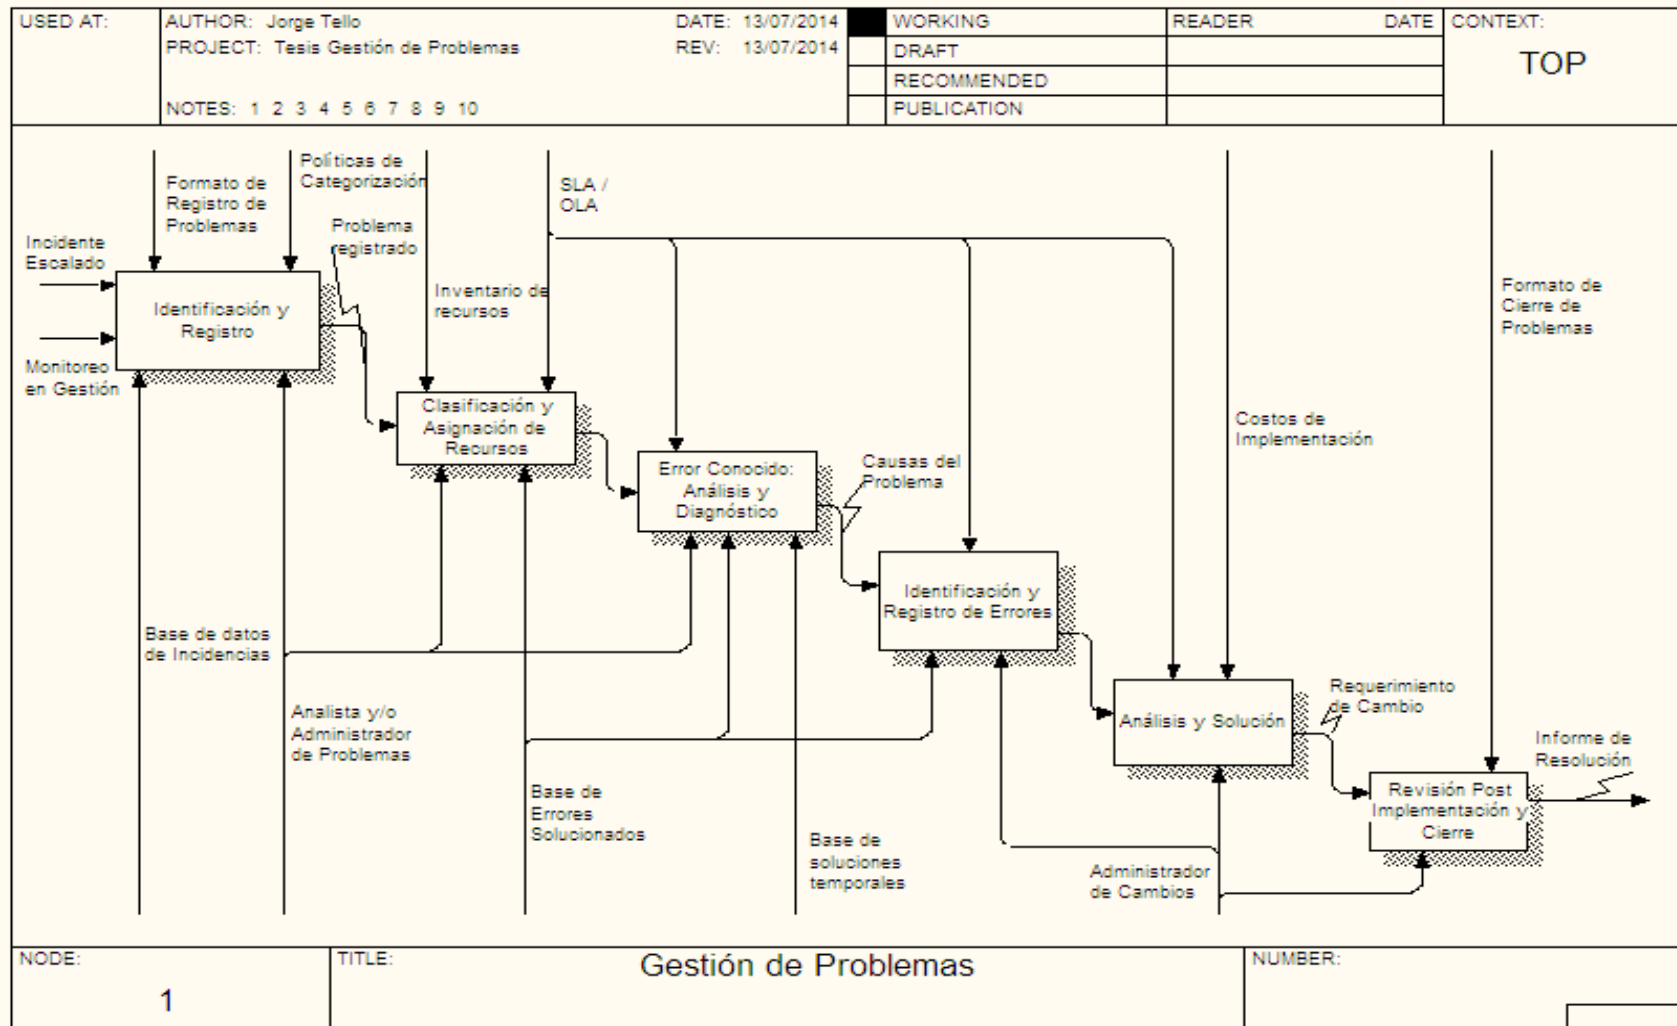 USED AT:
AUTHOR: Jorge Tello
DATE: 13/07/2014
PROJECT: Tesis Gestión de Problemas
REV: 13/07/2014
NOTES: 1 2 3 4 5 6 7 8 9 10
WORKING
DRAFT
RECOMMENDED
PUBLICATION
READER
DATE
CONTEXT:
TOP
Formato de
Registro de
Problemas
Políticas de
Categorización
Problema
registrado
SLA /
OLA
Incidente
Escalado
Monitoreo
en Gestión
Identificación y
Registro
Inventario de
recursos
Formato de
Cierre de
Problemas
Clasificación y
Asignación de
Recursos
Costos de
Implementación
Error Conocido:
Análisis y
Diagnóstico
Causas del
Problema
Identificación y
Registro de Errores
Base de datos
de Incidencias
Analista y/o
Administrador
de Problemas
Análisis y Solución
Requerimiento
de Cambio
Informe de
Resolución
Base de
Errores
Solucionados
Revisión Post
Implementación y
Cierre
Base de
soluciones
temporales
Administrador
de Cambios
NODE:
1
TITLE:
Gestión de Problemas
NUMBER: